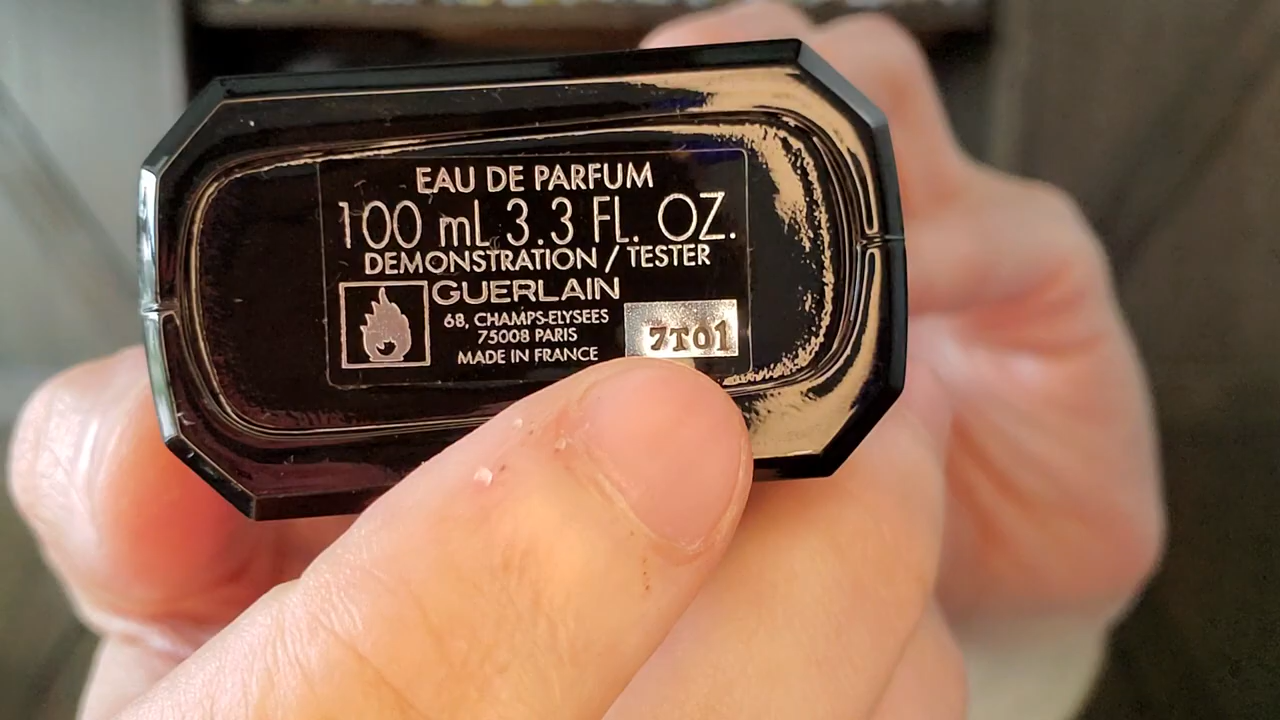 EAU DE PARFUM
100 mL 3.3 FL. OZ.
DEMONSTRATION / TESTER
GUERLAIN
68, CHAMPS-ELYSEES
75008 PARIS
MADE IN FRANCE
7T01